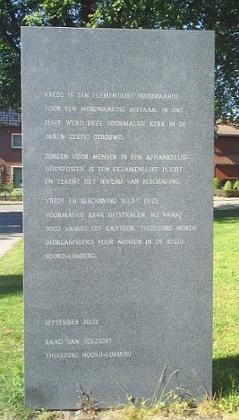 VREDE IS EEN ELEMENTAIRE VOORWAARDE
VOOR EEN MENSWAARDIG BESTAAN. IN DAT
BESEF WERD DEZE VOORMALIGE KERK IN DE
JAREN ZESTIG GEBOUWD.
ZORGEN VOOR MENSEN IN EEN AFHANKELIJK-
HEIDSPOSITIE IS EEN GEZAMENLIJKE PLICHT
EN TEKENT HET NIVEAU VAN BESCHAVING.
VREDE EN BESCHAVING DEZE
VOORMALIGE KERK UITSTRALEN. NU VANAF
2003 VANUIT DIT KANTOOR THUISZORG WORDT
GEORGANISEERD VOOR MENSEN IN DE REGIO
NOORD-LIMBURG.
SEPTEMBER 2003
RAAD VAN TOEZICHT
THUISZORG NOORD-LIMBURG